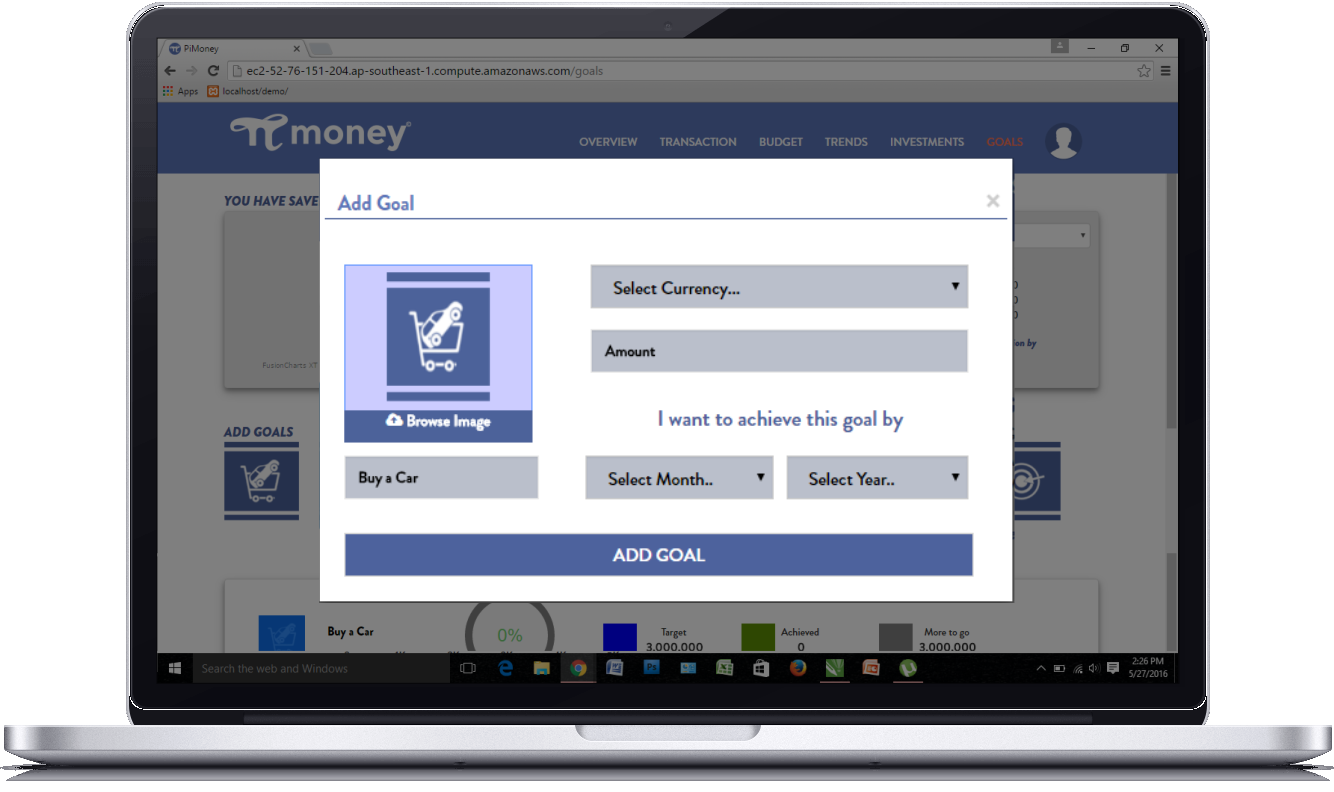 PiMoney
ec2-52-76-151-204.ap-southeast-1.compute.amazonaws.com/goals
Apps localhost/demo/
money
OVERVIEW TRANSACTION BUDGET TRENDS INVESTMENTS GOALS
YOU HAVE SAVE
Add Goal
Select Currency...
Amount
on by
FusionCharts XT
I want to achieve this goal by
Browse Image
ADD GOALS
Buy a Car
Select Month..
Select Year..
ADD GOAL
Buy a Car
0%
Target
3.000.000
Achieved
0
More to go
3.000.000
Search the web and Windows
2:26 PM
5/27/2016